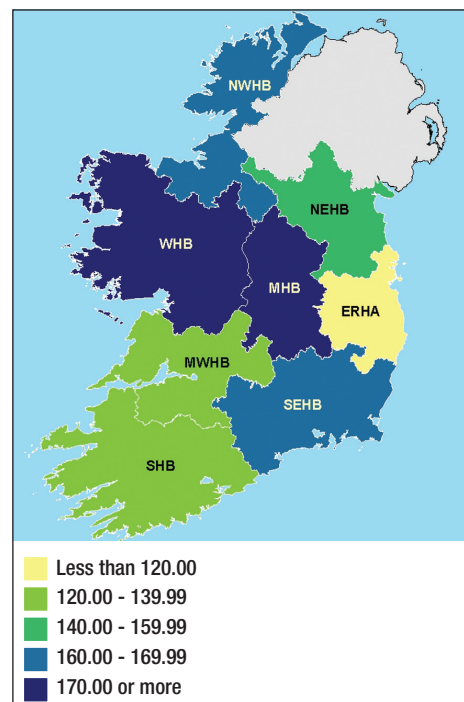 NWHB
NEHB
WHB
MHB
ERHA
MWHB
SEHB
SHB
Less than 120.00
120.00 - 139.99
140.00 - 159.99
160.00 - 169.99
170.00 or more